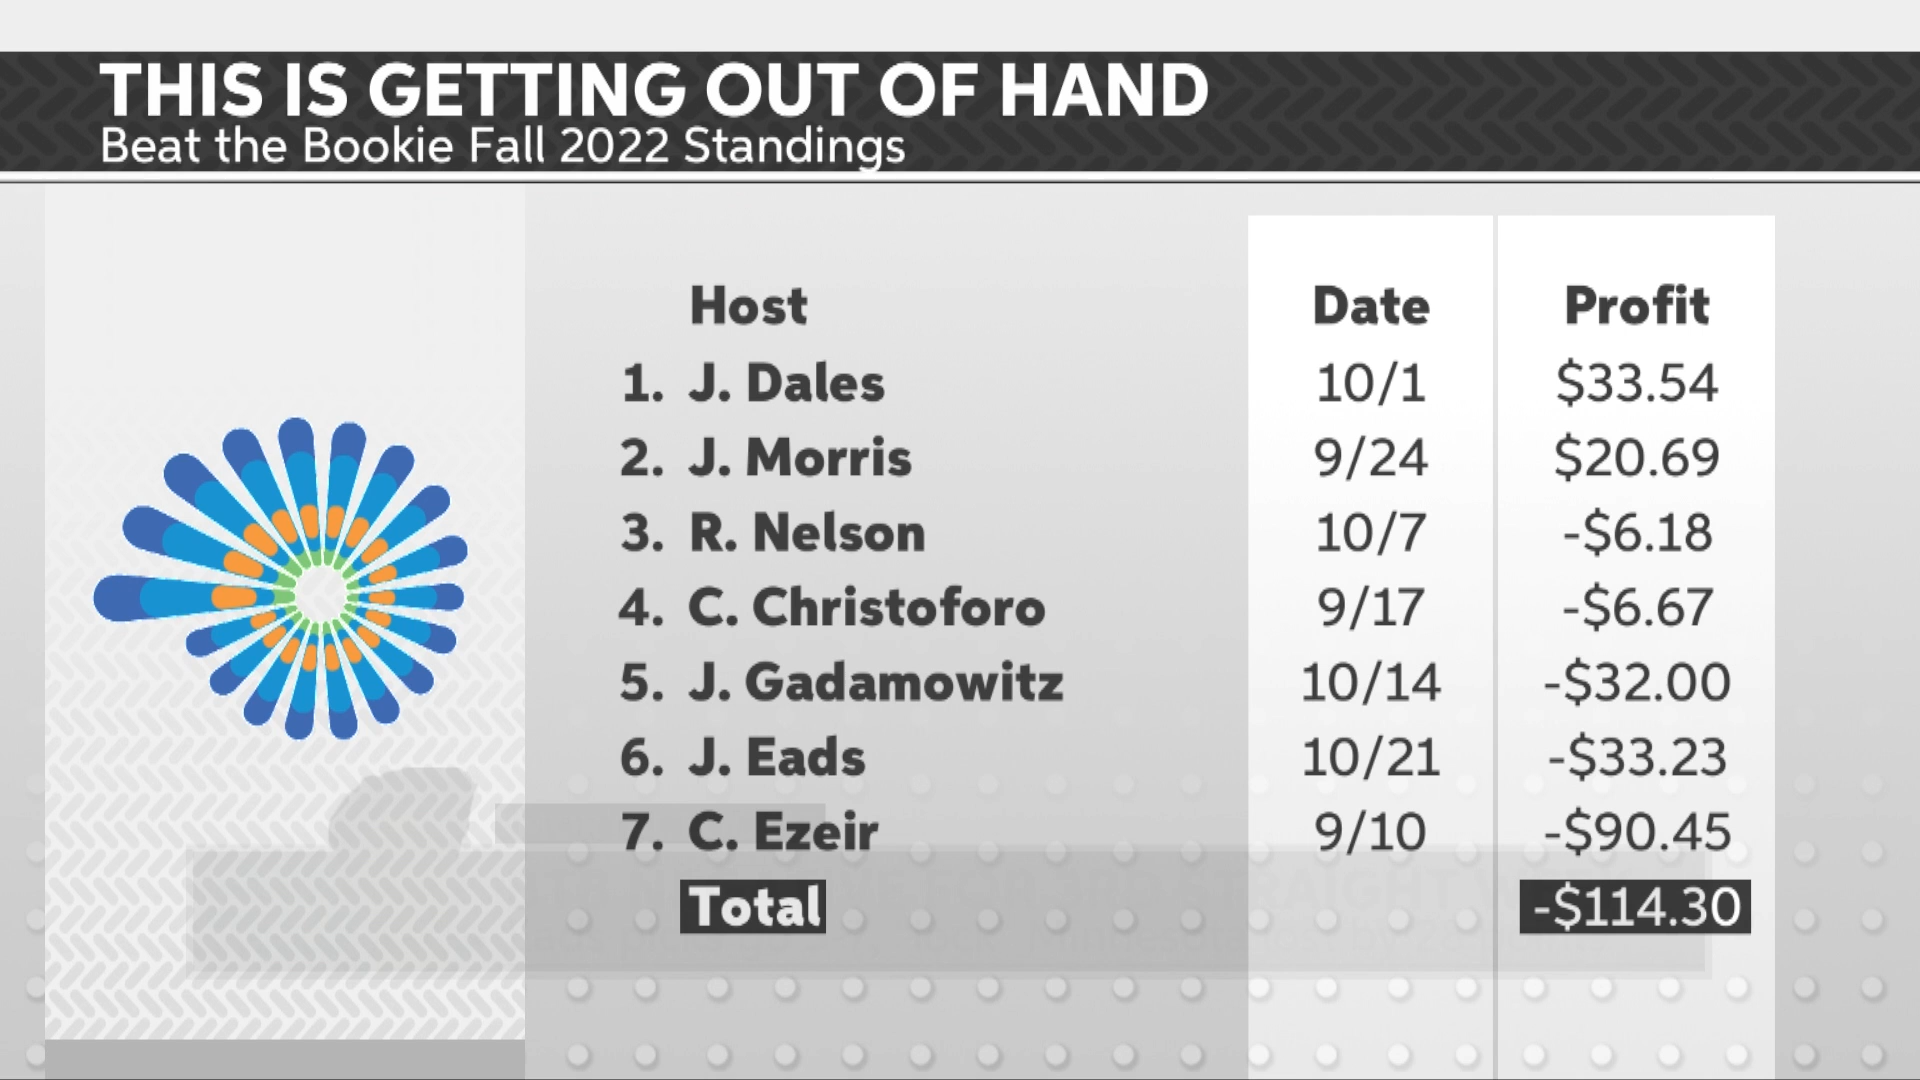 THIS IS GETTING OUT OF HAND
Beat the Bookie Fall 2022 Standings
Host Date Profit
1. J. Dales 10/1 $33.54
2. J. Morris 9/24 $20.69
3. R. Nelson 10/7 -$6.18
4. C. Christoforo 9/17 -$6.67
5. J. Gadamowitz 10/14 -$32.00
6. J. Eads 10/21 -$33.23
7. C. Ezeir 9/10 -$90.45
Total -$114.30